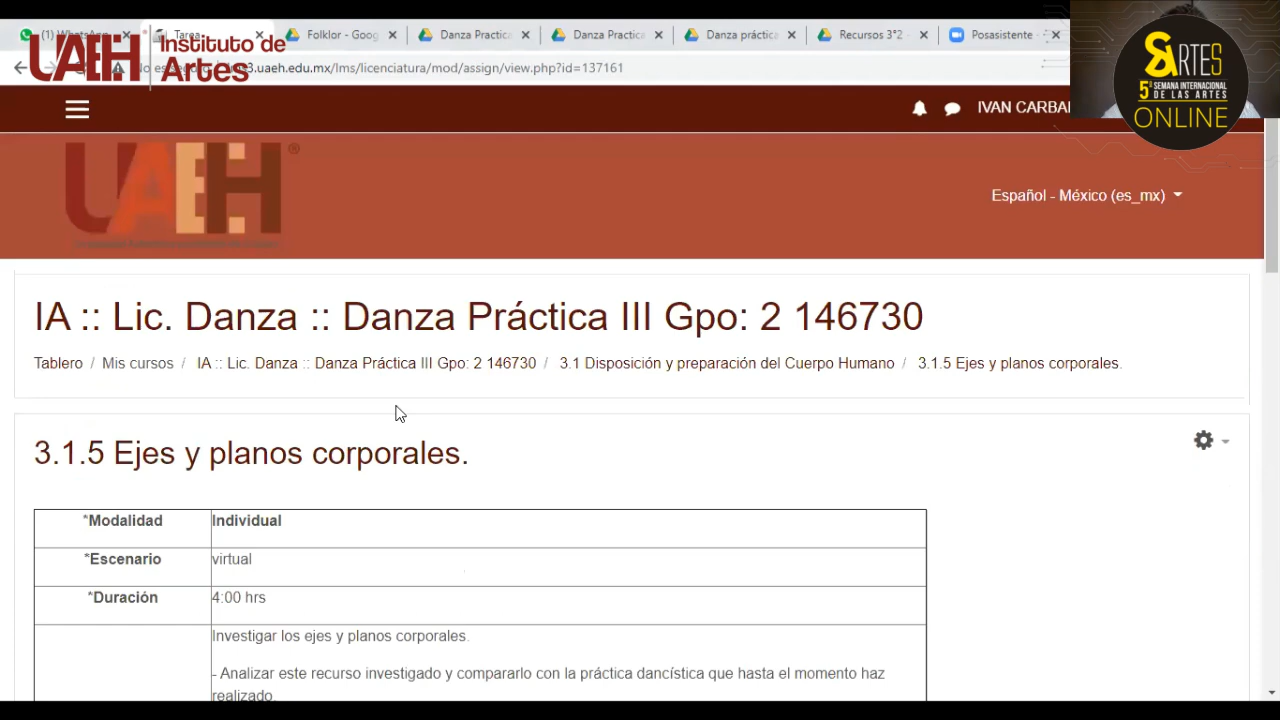 (1) WhatsApp
Tarea
Folklor - Goog
Danza Practica
Danza Practica
Danza práctica
Recursos 3°2 -
Posasistente -
UAEH Instituto de
Artes
3.uaeh.edu.mx/lms/licenciatura/mod/assign/view.php?id=137161
SARTES
5ª SEMANA INTERNACIONAL
DE LAS ARTES
ONLINE
IVAN CARBA
UAEH
Español - México (es_mx)
IA :: Lic. Danza :: Danza Práctica III Gpo: 2 146730
Tablero / Mis cursos / IA :: Lic. Danza :: Danza Práctica III Gpo: 2 146730 / 3.1 Disposición y preparación del Cuerpo Humano / 3.1.5 Ejes y planos corporales.
3.1.5 Ejes y planos corporales.
*Modalidad Individual
*Escenario virtual
*Duración 4:00 hrs
Investigar los ejes y planos corporales.
- Analizar este recurso investigado y compararlo con la práctica dancística que hasta el momento haz
realizado.